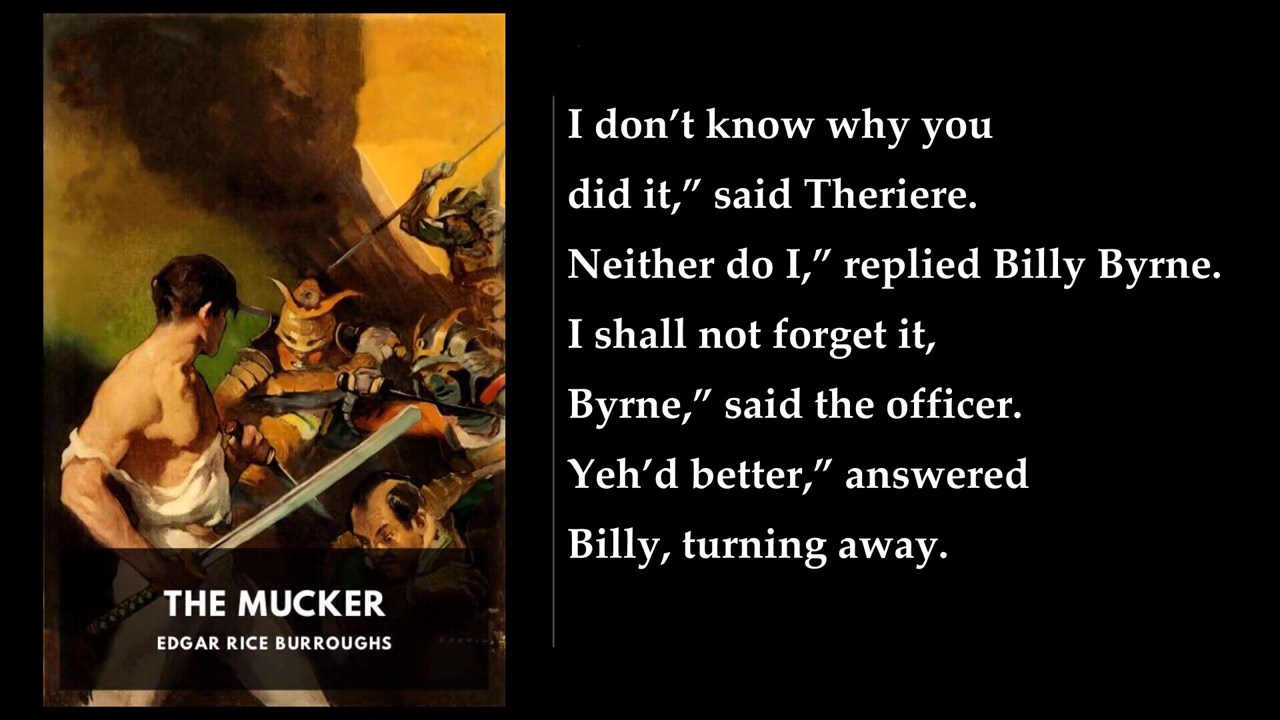 I don’t know why you
did it,” said Theriere.
Neither do I,” replied Billy Byrne.
I shall not forget it,
Byrne,” said the officer.
Yeh’d better,” answered
Billy, turning away.
THE MUCKER
EDGAR RICE BURROUGHS